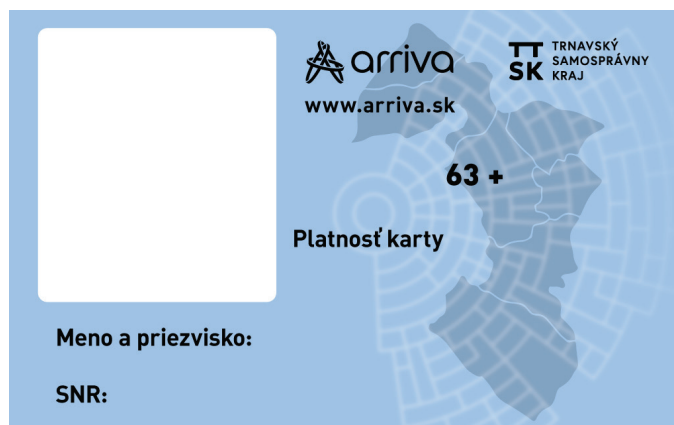 arriva
TT SK TRNAVSKÝ
SAMOSPRÁVNY
KRAJ
www.arriva.sk
63 +
Platnosť karty
Meno a priezvisko:
SNR: